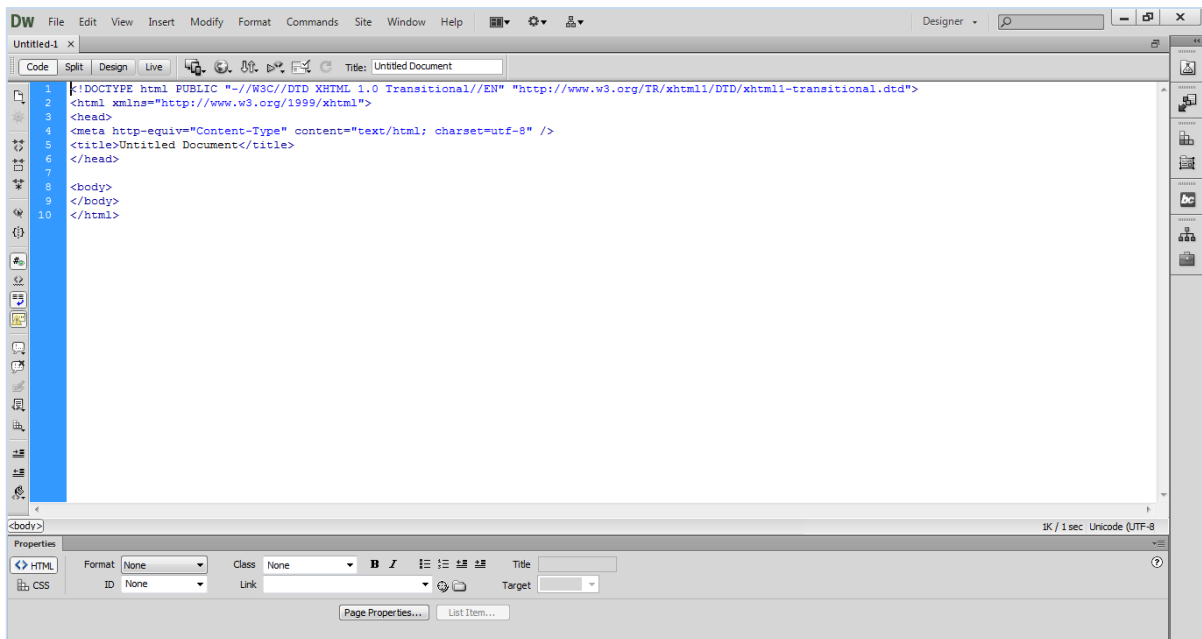 DW File Edit View Insert Modify Format Commands Site Window Help Designer
Untitled-1
Code Split Design Live Title: Untitled Document
1 <!DOCTYPE html PUBLIC "-//W3C//DTD XHTML 1.0 Transitional//EN" "http://www.w3.org/TR/xhtml1/DTD/xhtml1-transitional.dtd">
2 <html xmlns="http://www.w3.org/1999/xhtml">
3 <head>
4 <meta http-equiv="Content-Type" content="text/html; charset=utf-8" />
5 <title>Untitled Document</title>
6 </head>
7
8 <body>
9 </body>
10 </html>
bc
<body> 1K / 1 sec Unicode (UTF-8
Properties
<> HTML Format None Class None B I Title
CSS ID None Link Target
Page Properties... List Item...